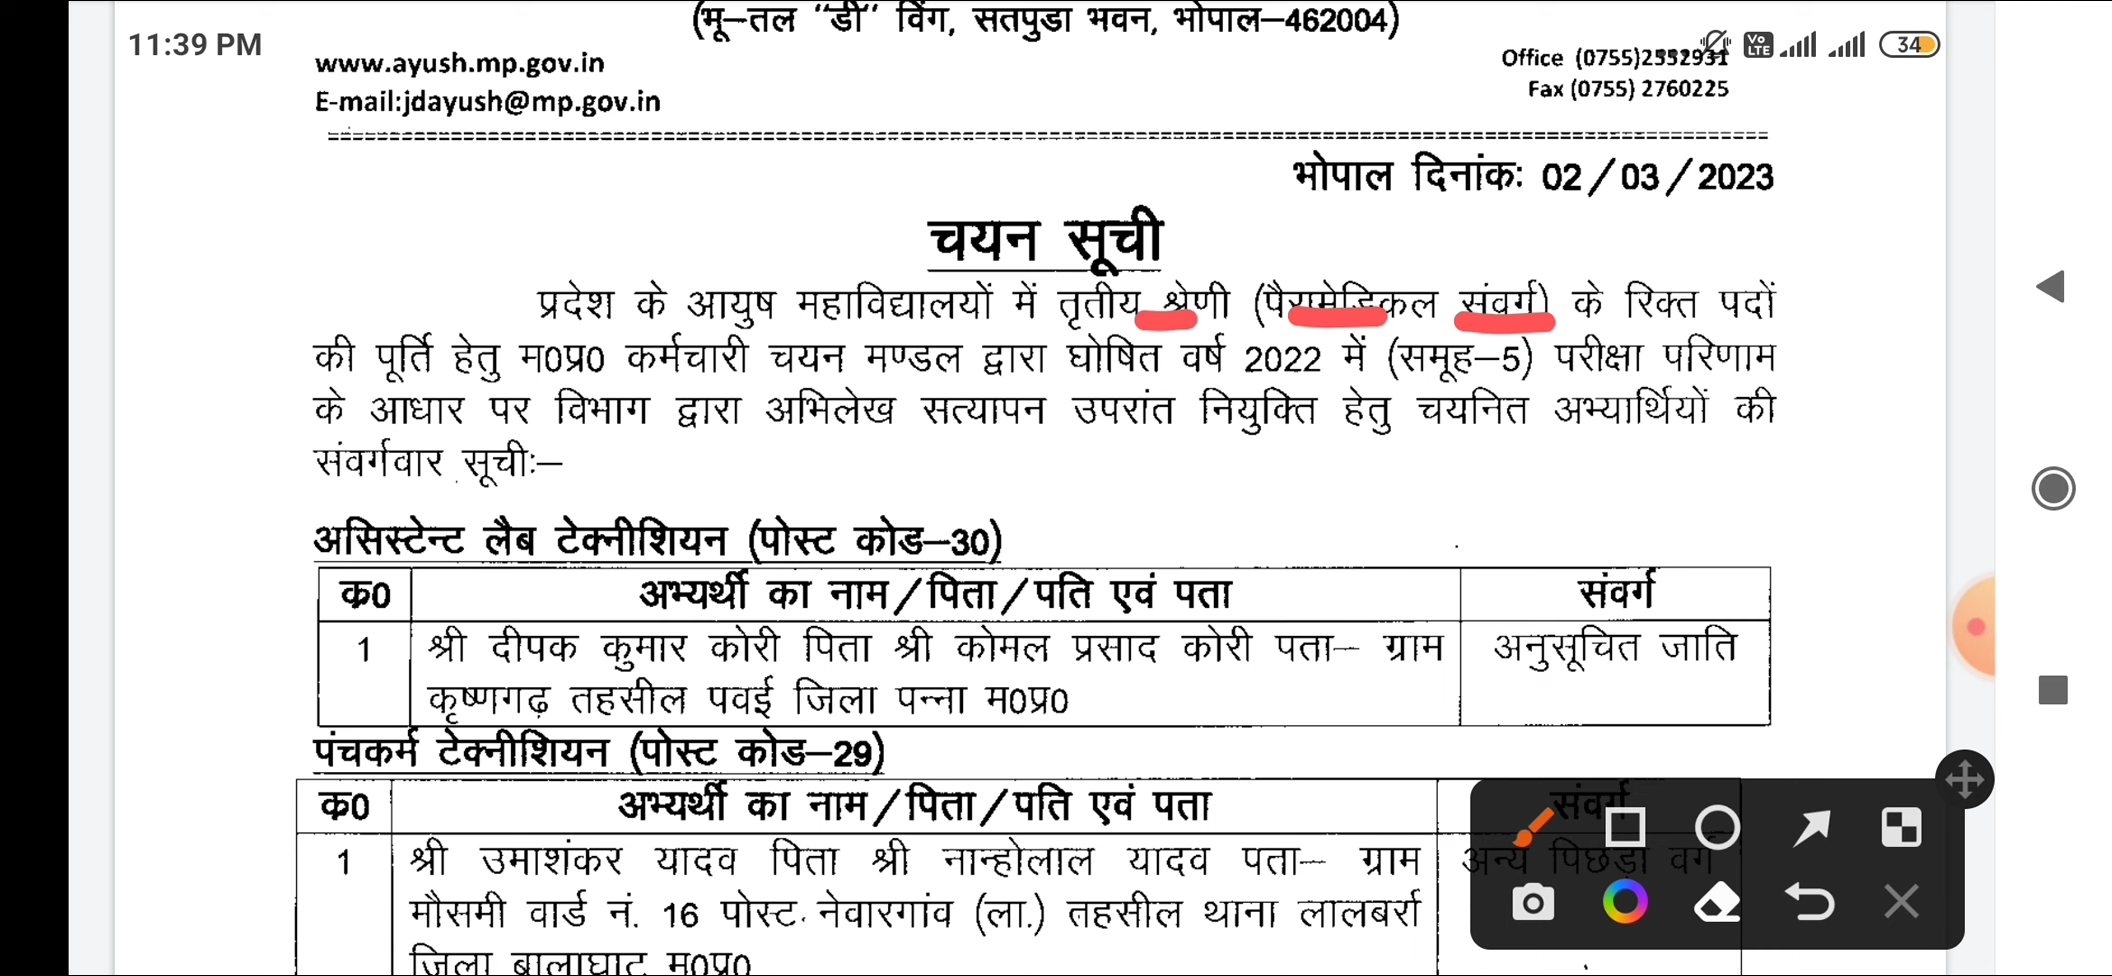 (भू–तल “डी” विंग, सतपुडा भवन, भोपाल–462004)
11:39 PM
Vo LTE
34
www.ayush.mp.gov.in
Office (0755)2552931
E-mail:jdayush@mp.gov.in
Fax (0755) 2760225
भोपाल दिनांकः 02/03/2023
चयन सूची
प्रदेश के आयुष महाविद्यालयों में तृतीय श्रेणी (पैरामेडिकल संवर्ग) के रिक्त पदों
की पूर्ति हेतु म0प्र0 कर्मचारी चयन मण्डल द्वारा घोषित वर्ष 2022 में (समूह–5) परीक्षा परिणाम
के आधार पर विभाग द्वारा अभिलेख सत्यापन उपरांत नियुक्ति हेतु चयनित अभ्यार्थियों की
संवर्गवार सूचीः–
असिस्टेन्ट लैब टेक्नीशियन (पोस्ट कोड–30)
क0 अभ्यर्थी का नाम/पिता/पति एवं पता संवर्ग
1 श्री दीपक कुमार कोरी पिता श्री कोमल प्रसाद कोरी पता– ग्राम अनुसूचित जाति
कृष्णगढ़ तहसील पवई जिला पन्ना म0प्र0
पंचकर्म टेक्नीशियन (पोस्ट कोड–29)
क0 अभ्यर्थी का नाम/पिता/पति एवं पता संवर्ग
1 श्री उमाशंकर यादव पिता श्री नान्होलाल यादव पता– ग्राम अन्य पिछड़ा वर्ग
मौसमी वार्ड नं. 16 पोस्ट नेवारगांव (ला.) तहसील थाना लालबर्रा
जिला बालाघाट म0प्र0